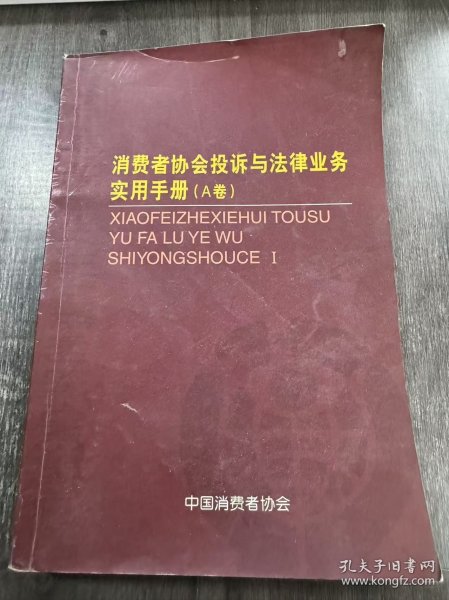 消费者协会投诉与法律业务
实用手册(A卷)
XIAOFEIZHEXIEHUI TOUSU
YU FA LU YE WU
SHIYONGSHOUCE I
中国消费者协会
孔夫子旧书网
www.kongfz.com